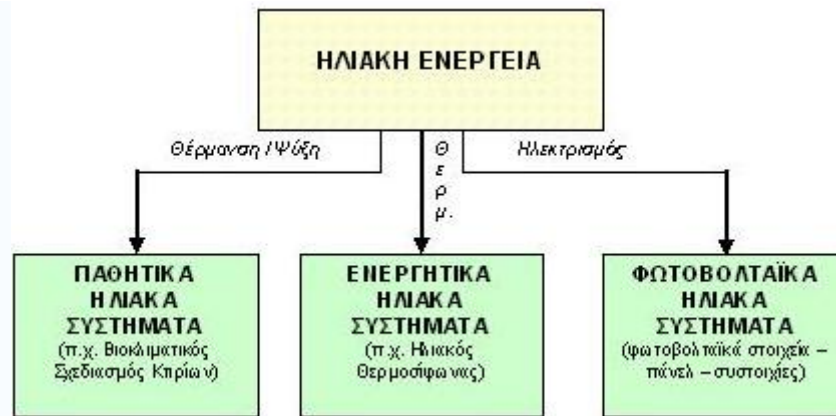 ΗΛΙΑΚΗ ΕΝΕΡΓΕΙΑ
Θέρμανση / Ψύξη
Θερμ.
Ηλεκτρισμός
ΠΑΘΗΤΙΚΑ
ΗΛΙΑΚΑ
ΣΥΣΤΗΜΑΤΑ
(π.χ. Βιοκλιματικός
Σχεδιασμός Κτιρίων)
ΕΝΕΡΓΗΤΙΚΑ
ΗΛΙΑΚΑ
ΣΥΣΤΗΜΑΤΑ
(π.χ. Ηλιακός
Θερμοσίφωνας)
ΦΩΤΟΒΟΛΤΑΪΚΑ
ΗΛΙΑΚΑ
ΣΥΣΤΗΜΑΤΑ
(φωτοβολταϊκά στοιχεία –
πάνελ – συστοιχίες)